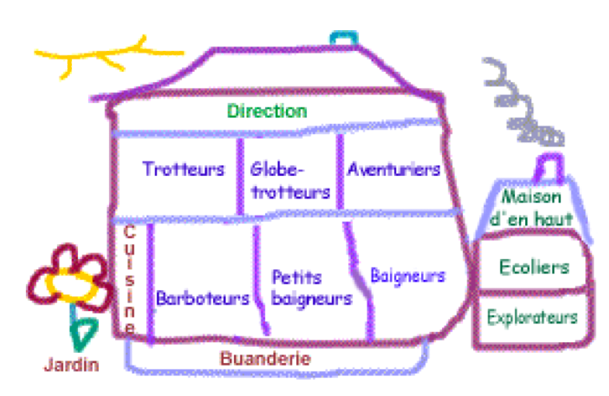 Direction
Trotteurs
Globe-
trotteurs
Aventuriers
Maison
d'en haut
Cuisine
Barboteurs
Petits
baigneurs
Baigneurs
Ecoliers
Explorateurs
Jardin
Buanderie